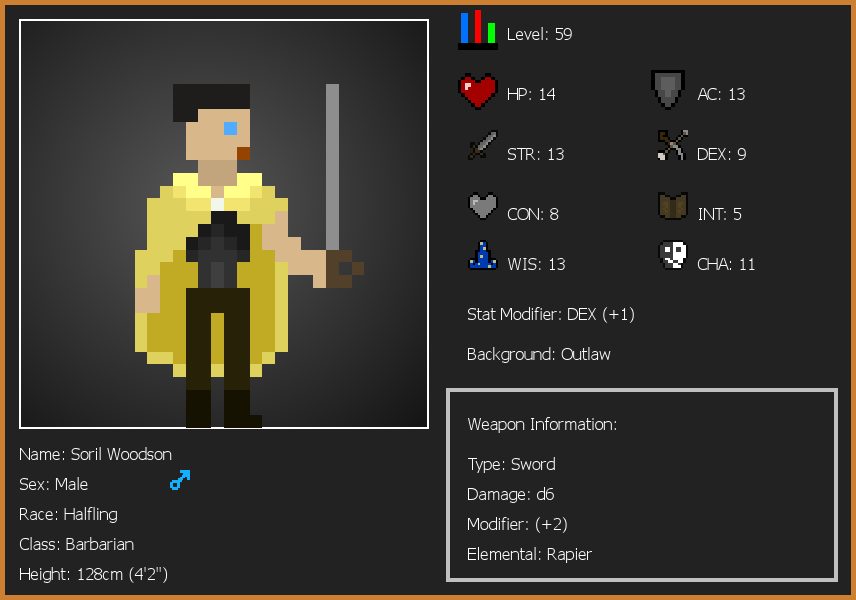 Level: 59
HP: 14
AC: 13
STR: 13
DEX: 9
CON: 8
INT: 5
WIS: 13
CHA: 11
Stat Modifier: DEX (+1)
Background: Outlaw
Weapon Information:
Type: Sword
Damage: d6
Modifier: (+2)
Elemental: Rapier
Name: Soril Woodson
Sex: Male
Race: Halfling
Class: Barbarian
Height: 128cm (4'2")